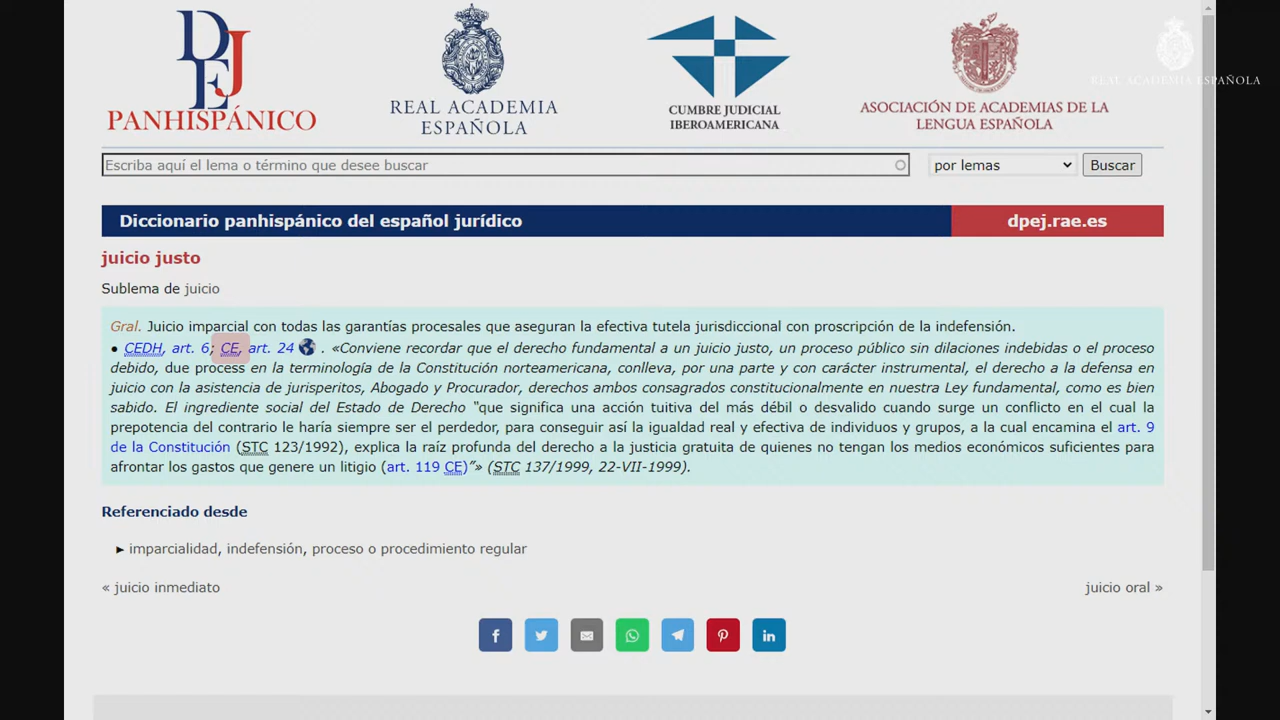 DEJ
PANHISPÁNICO
REAL ACADEMIA
ESPAÑOLA
CUMBRE JUDICIAL
IBEROAMERICANA
ASOCIACIÓN DE ACADEMIAS DE LA
LENGUA ESPAÑOLA
REAL ACADEMIA ESPAÑOLA
Escriba aquí el lema o término que desee buscar
por lemas
Buscar
Diccionario panhispánico del español jurídico
dpej.rae.es
juicio justo
Sublema de juicio
Gral. Juicio imparcial con todas las garantías procesales que aseguran la efectiva tutela jurisdiccional con proscripción de la indefensión.
• CEDH, art. 6; CE, art. 24 . «Conviene recordar que el derecho fundamental a un juicio justo, un proceso público sin dilaciones indebidas o el proceso
debido, due process en la terminología de la Constitución norteamericana, conlleva, por una parte y con carácter instrumental, el derecho a la defensa en
juicio con la asistencia de jurisperitos, Abogado y Procurador, derechos ambos consagrados constitucionalmente en nuestra Ley fundamental, como es bien
sabido. El ingrediente social del Estado de Derecho "que significa una acción tuitiva del más débil o desvalido cuando surge un conflicto en el cual la
prepotencia del contrario le haría siempre ser el perdedor, para conseguir así la igualdad real y efectiva de individuos y grupos, a la cual encamina el art. 9
de la Constitución (STC 123/1992), explica la raíz profunda del derecho a la justicia gratuita de quienes no tengan los medios económicos suficientes para
afrontar los gastos que genere un litigio (art. 119 CE)"» (STC 137/1999, 22-VII-1999).
Referenciado desde
► imparcialidad, indefensión, proceso o procedimiento regular
« juicio inmediato
juicio oral »